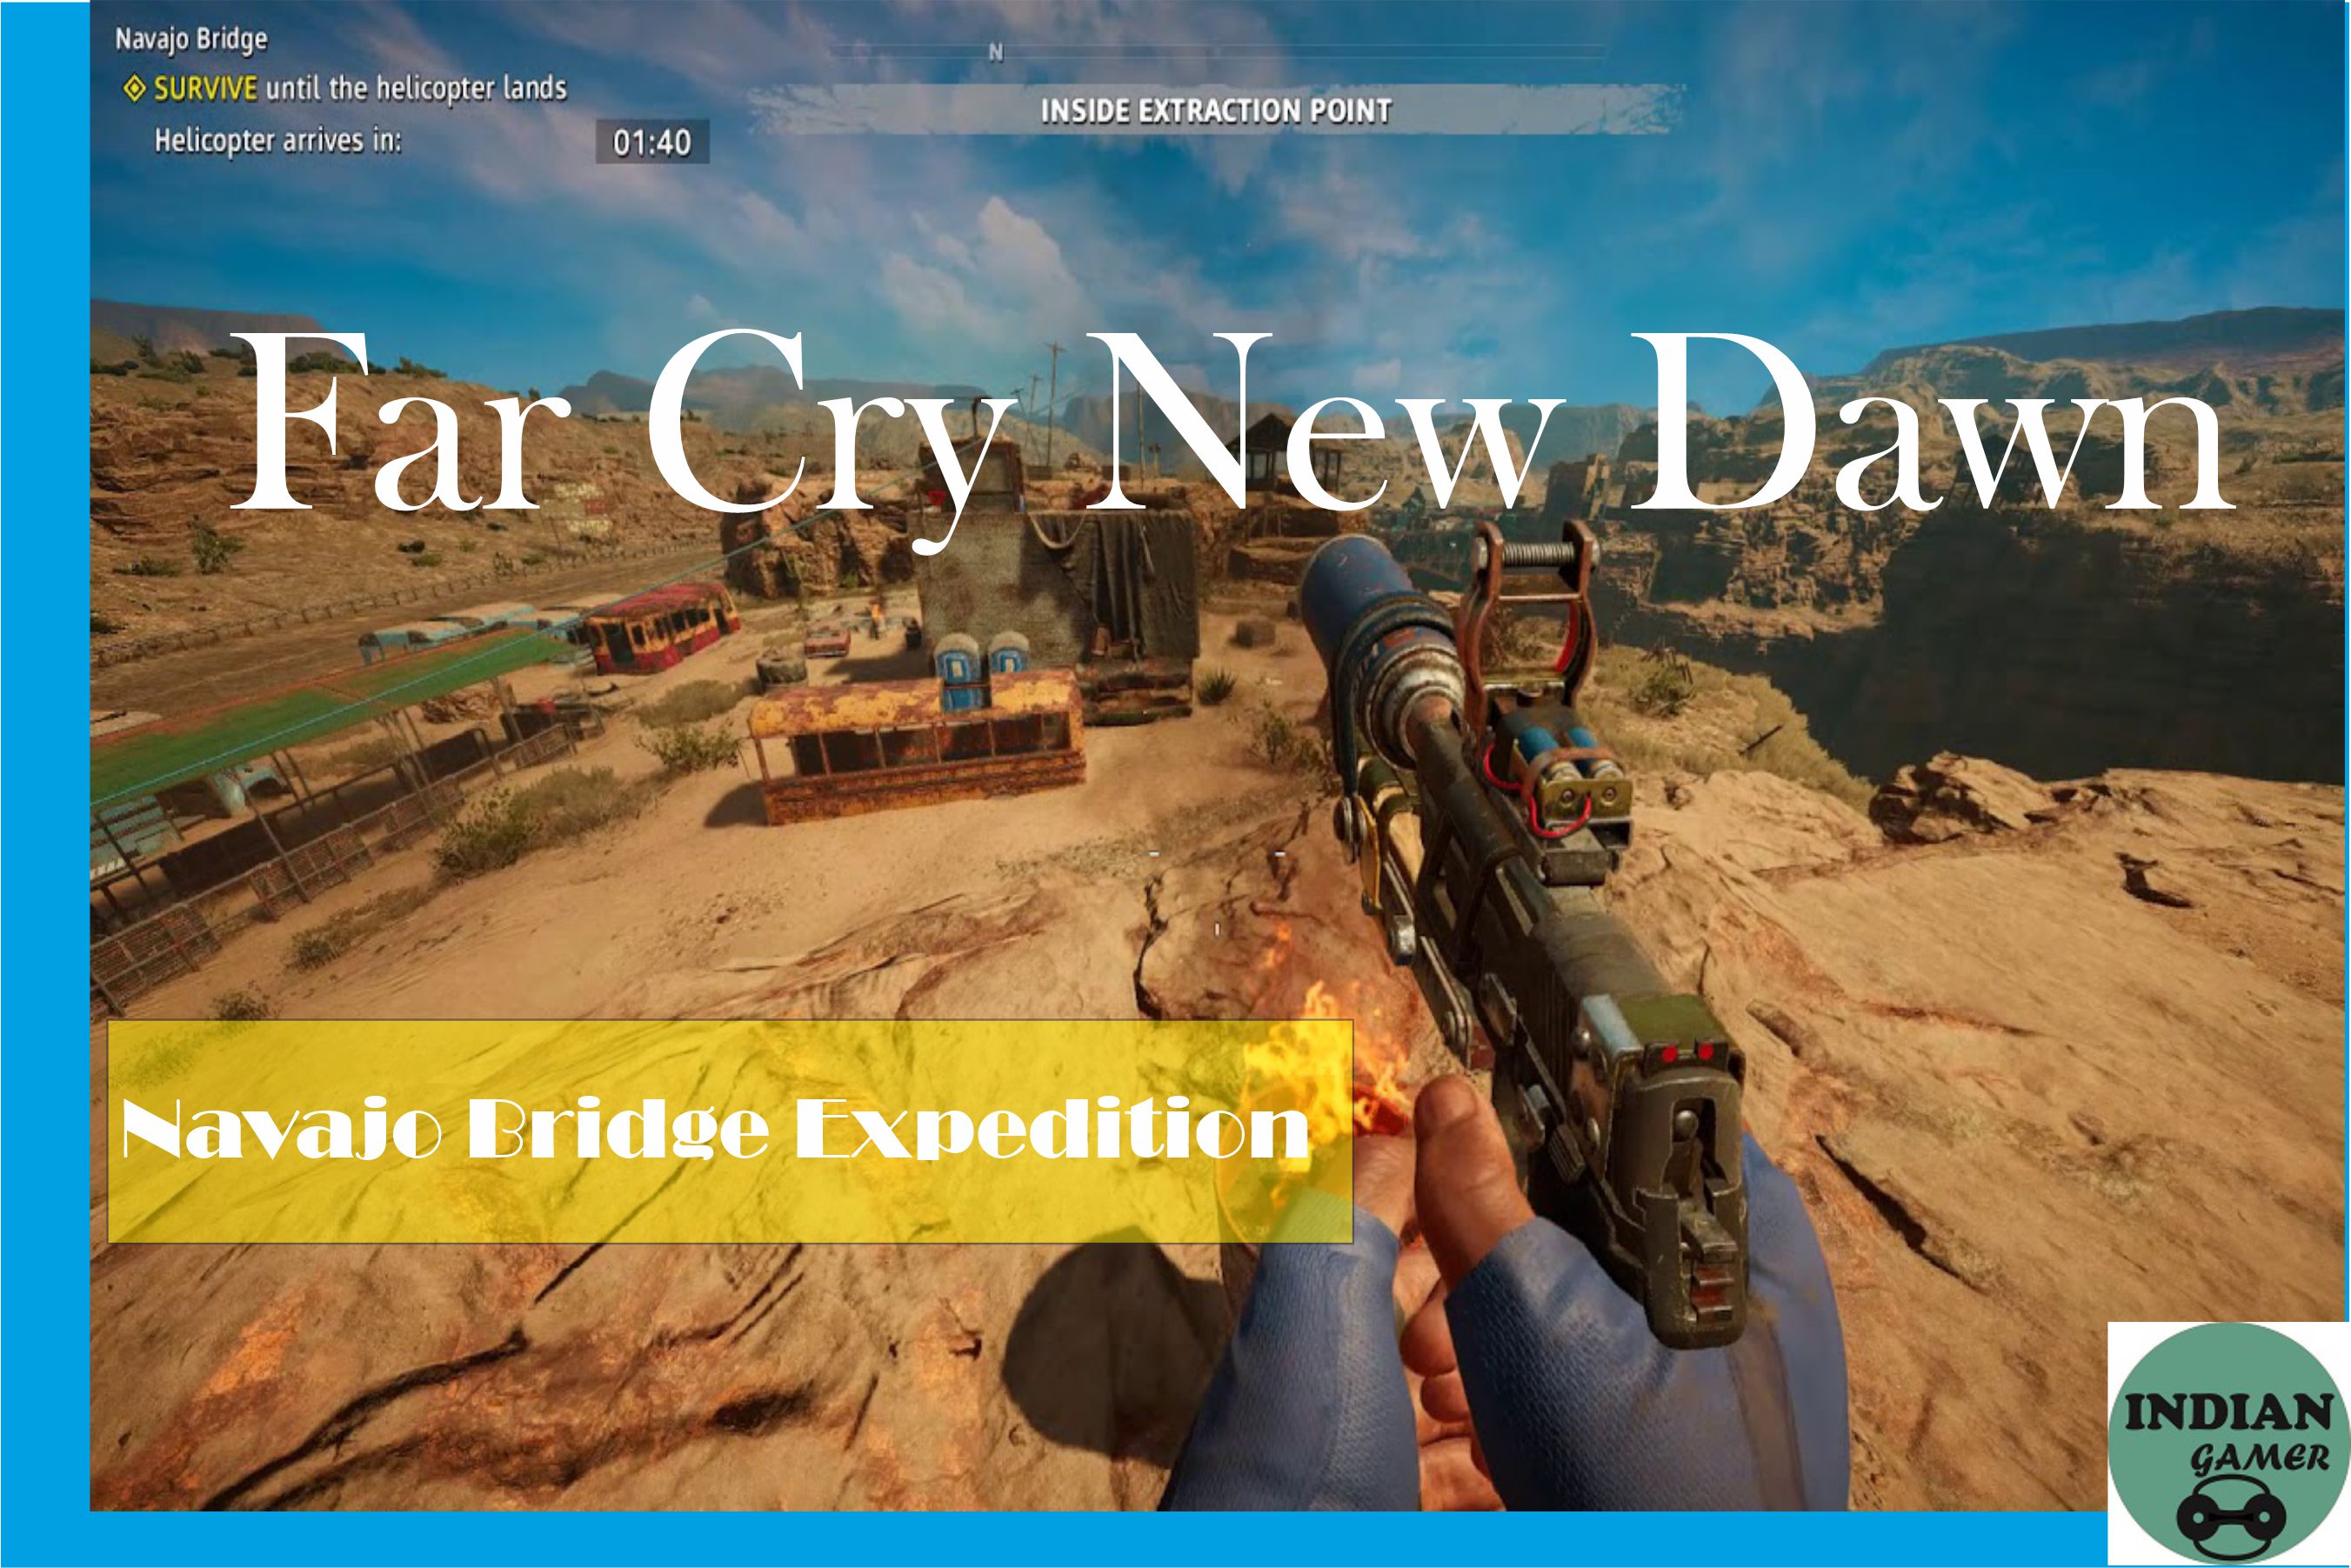 Navajo Bridge
SURVIVE until the helicopter lands
Helicopter arrives in: 01:40
N
INSIDE EXTRACTION POINT
Far Cry New Dawn
Navajo Bridge Expedition
INDIAN
GAMER